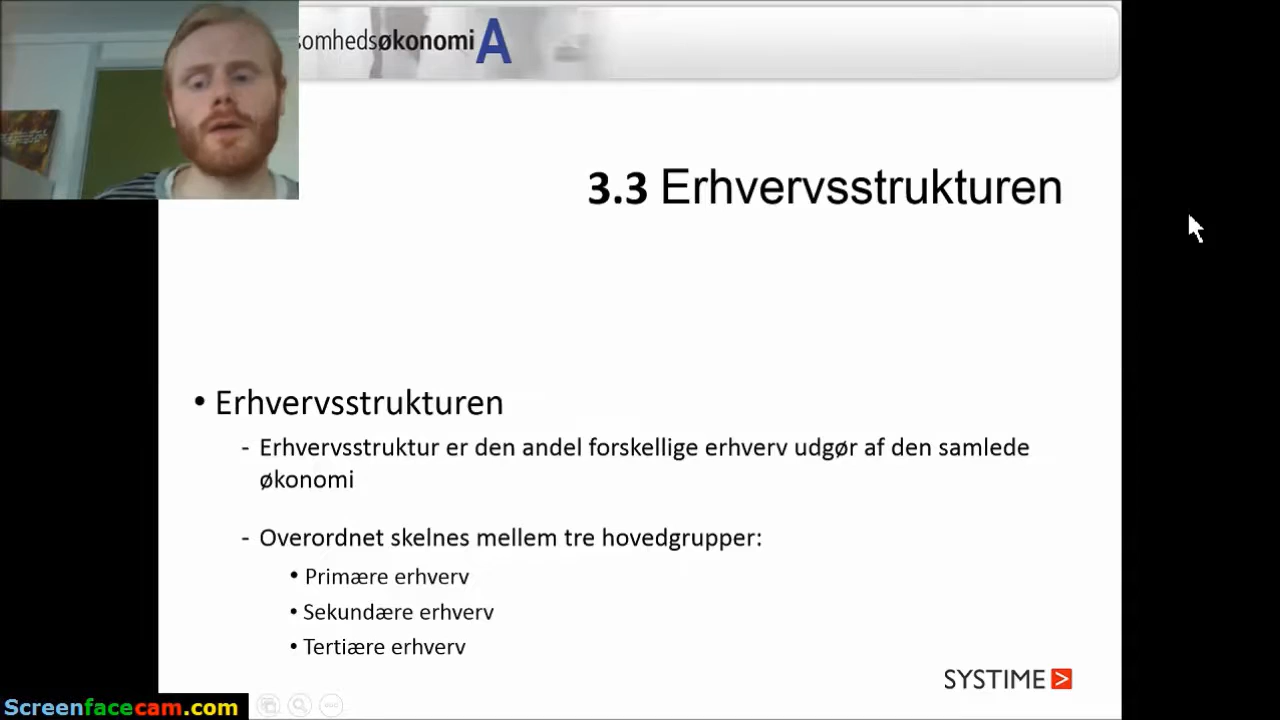 somhedsøkonomi A
3.3 Erhvervsstrukturen
• Erhvervsstrukturen
- Erhvervsstruktur er den andel forskellige erhverv udgør af den samlede
økonomi
- Overordnet skelnes mellem tre hovedgrupper:
• Primære erhverv
• Sekundære erhverv
• Tertiære erhverv
SYSTIME >
Screenfacecam.com